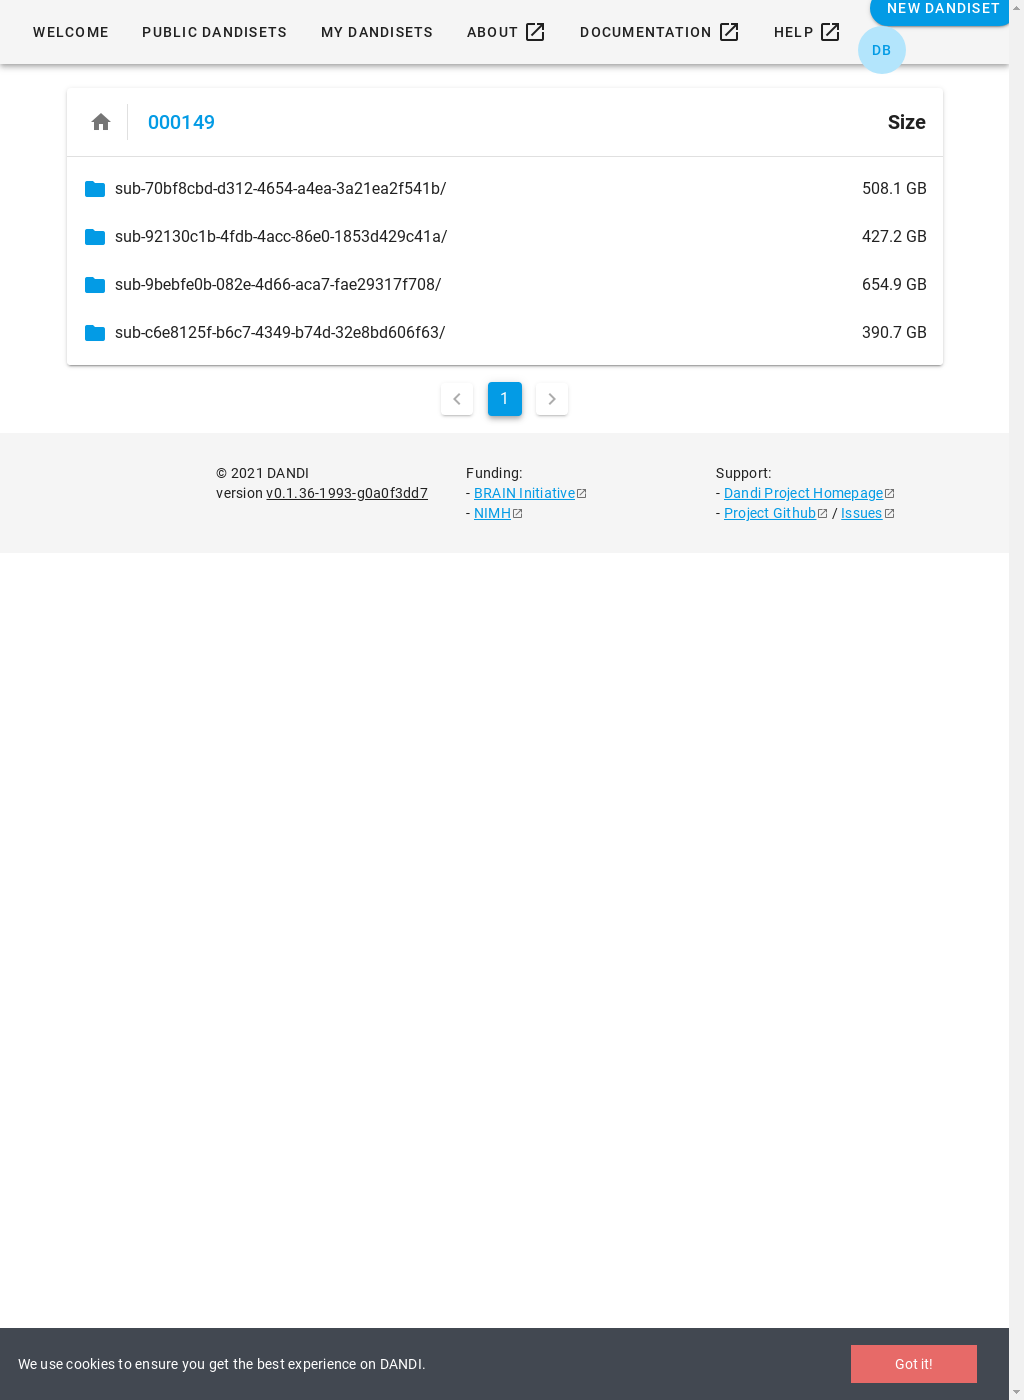 NEW DANDISET
WELCOME PUBLIC DANDISETS MY DANDISETS ABOUT DOCUMENTATION HELP
DB
000149 Size
sub-70bf8cbd-d312-4654-a4ea-3a21ea2f541b/ 508.1 GB
sub-92130c1b-4fdb-4acc-86e0-1853d429c41a/ 427.2 GB
sub-9bebfe0b-082e-4d66-aca7-fae29317f708/ 654.9 GB
sub-c6e8125f-b6c7-4349-b74d-32e8bd606f63/ 390.7 GB
1
© 2021 DANDI
version v0.1.36-1993-g0a0f3dd7
Funding:
- BRAIN Initiative
- NIMH
Support:
- Dandi Project Homepage
- Project Github / Issues
We use cookies to ensure you get the best experience on DANDI.
Got it!